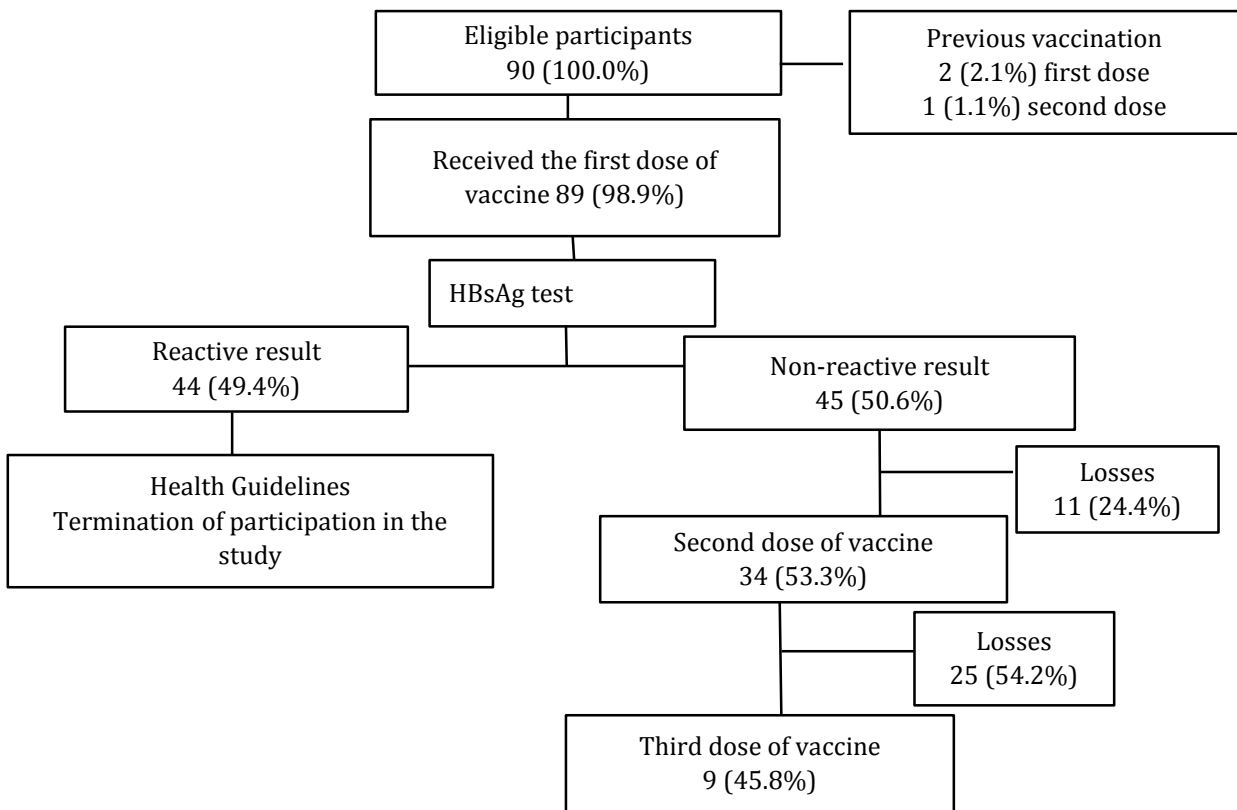 Eligible participants
90 (100.0%)
Previous vaccination
2 (2.1%) first dose
1 (1.1%) second dose
Received the first dose of
vaccine 89 (98.9%)
HBsAg test
Reactive result
44 (49.4%)
Non-reactive result
45 (50.6%)
Health Guidelines
Termination of participation in the
study
Losses
11 (24.4%)
Second dose of vaccine
34 (53.3%)
Losses
25 (54.2%)
Third dose of vaccine
9 (45.8%)